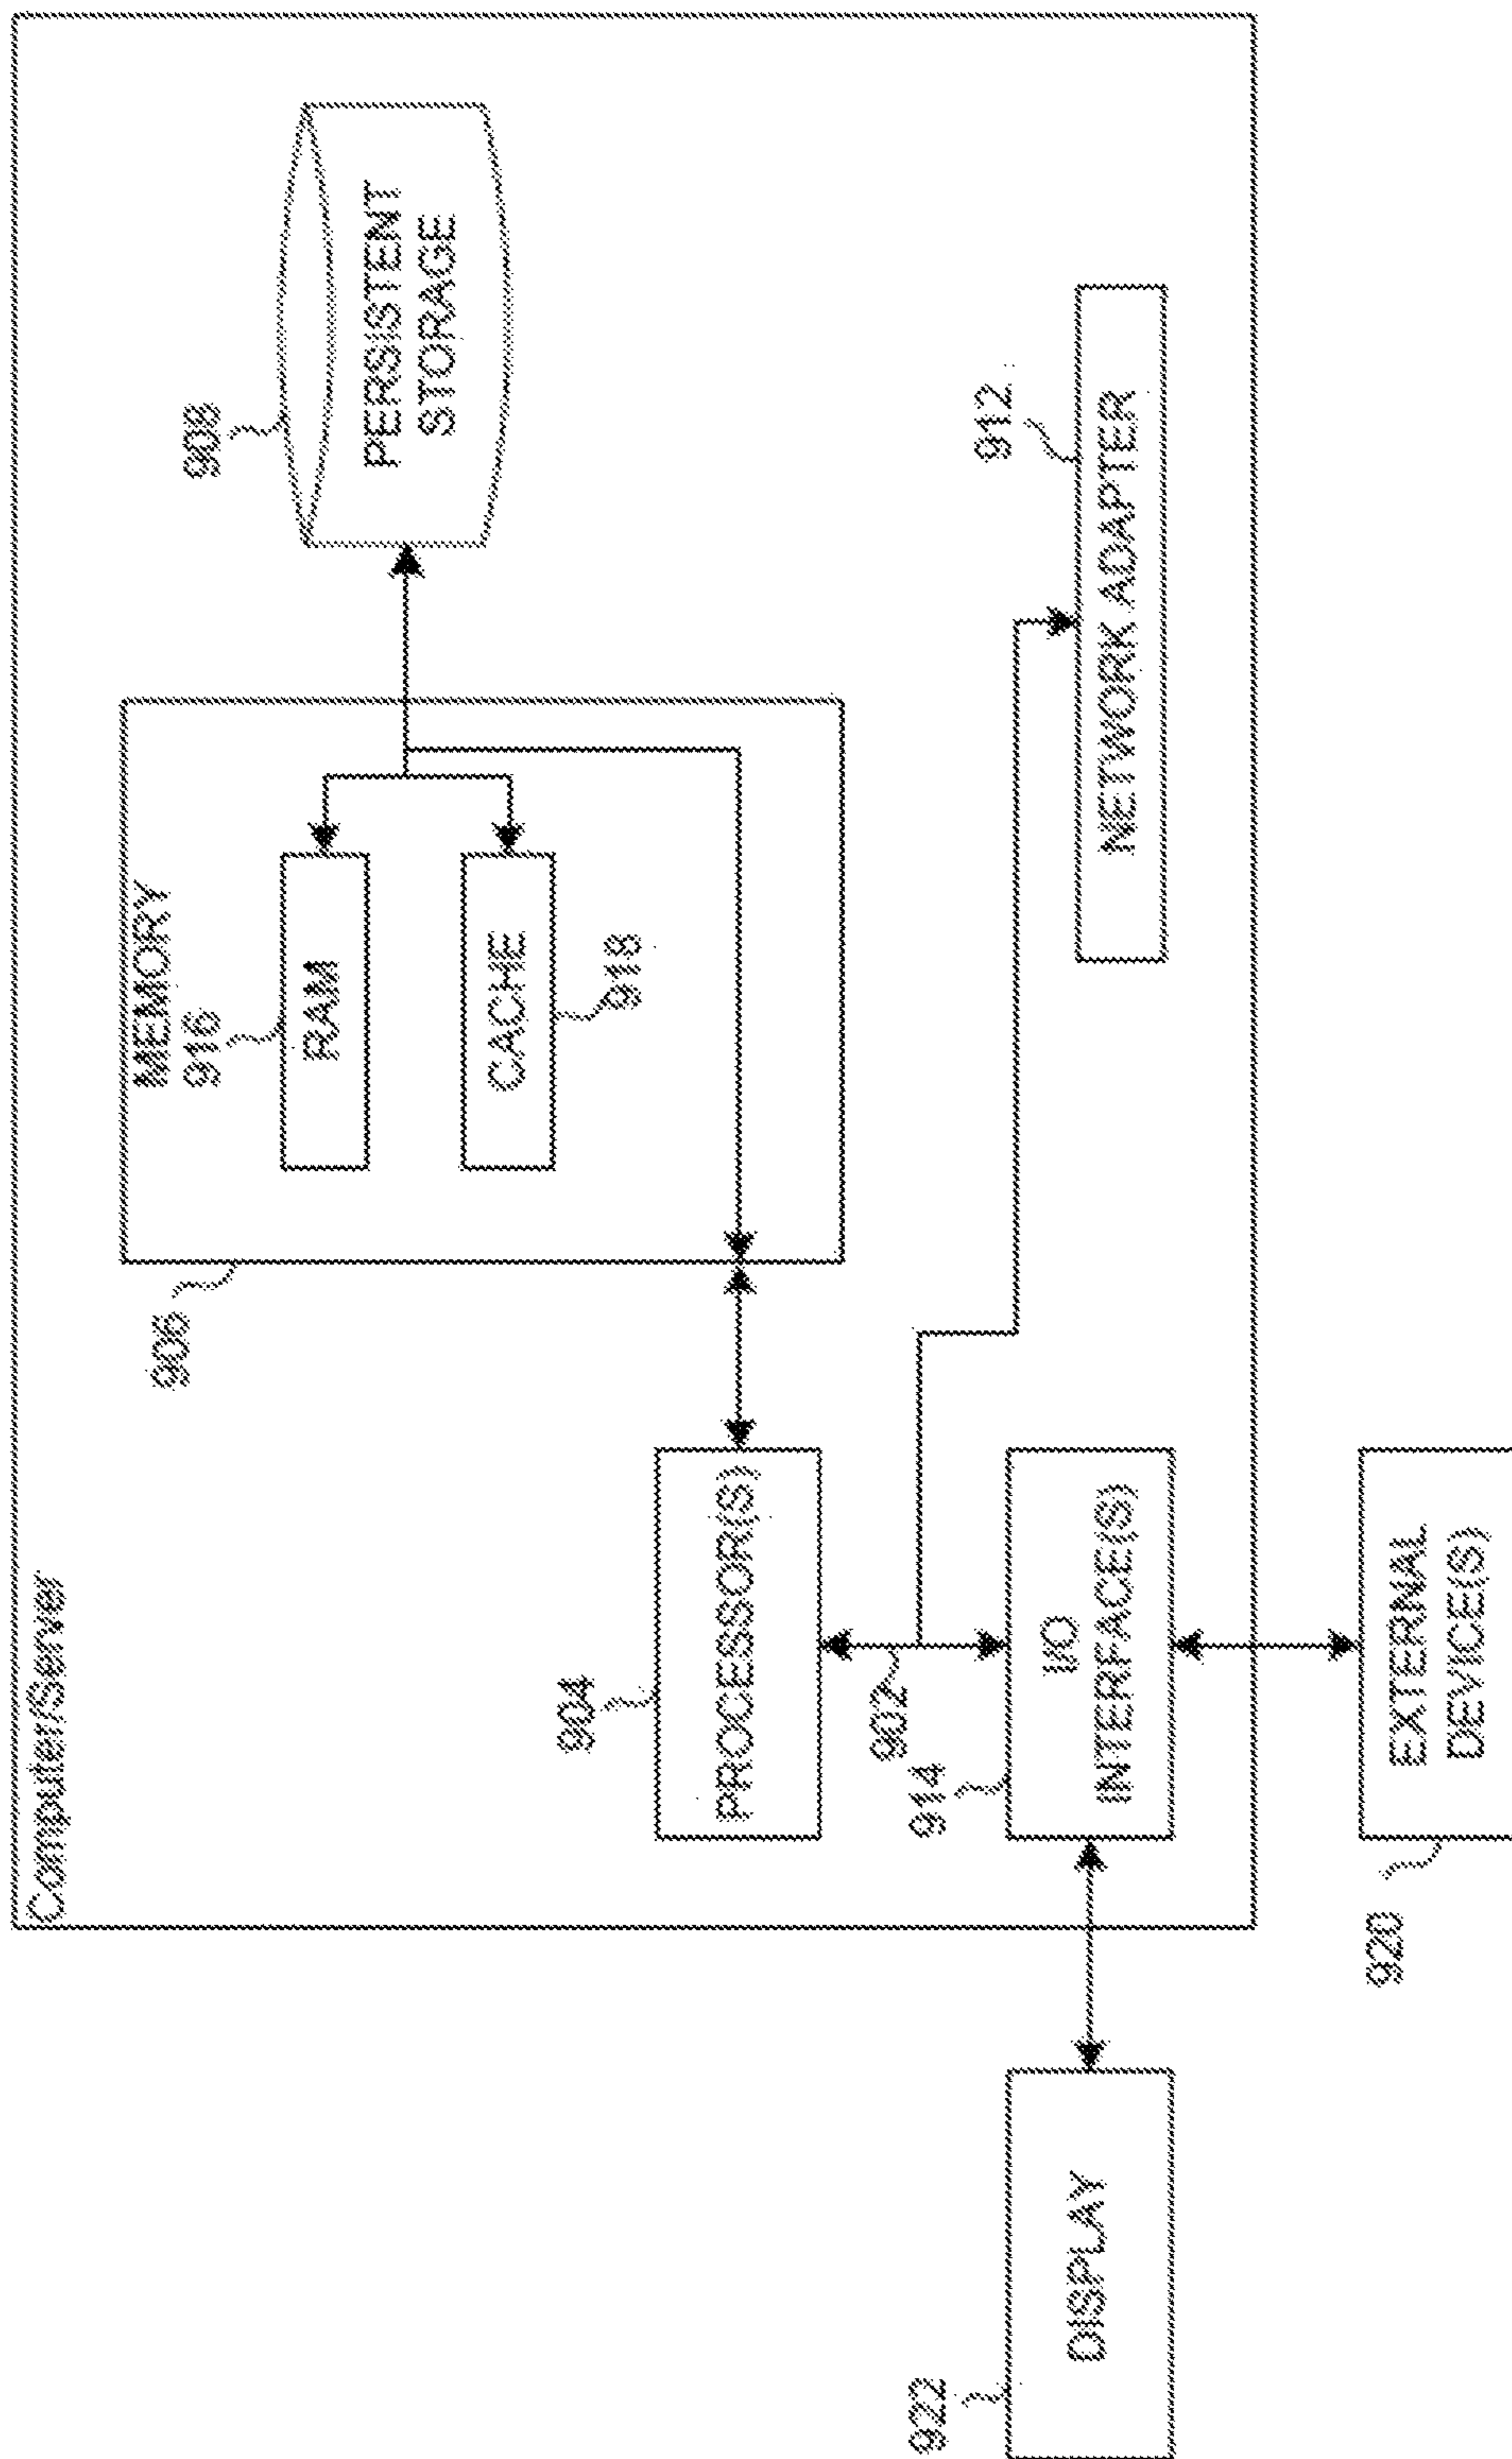 Computer/Server
908
PERSISTENT
STORAGE
MEMORY
916
RAM
CACHE
918
906
904
PROCESSOR(S)
902
912
NETWORK ADAPTER
914
I/O
INTERFACE(S)
922
DISPLAY
920
EXTERNAL
DEVICE(S)